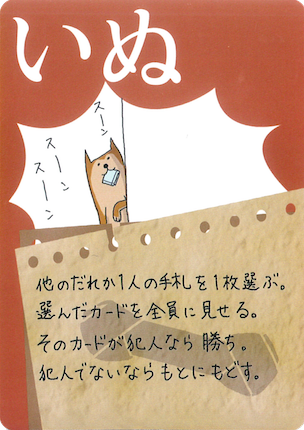 いぬ
スーン
スーン
スーン
他のだれか1人の手札を1枚選ぶ。
選んだカードを全員に見せる。
そのカードが犯人なら勝ち。
犯人でないならもとにもどす。